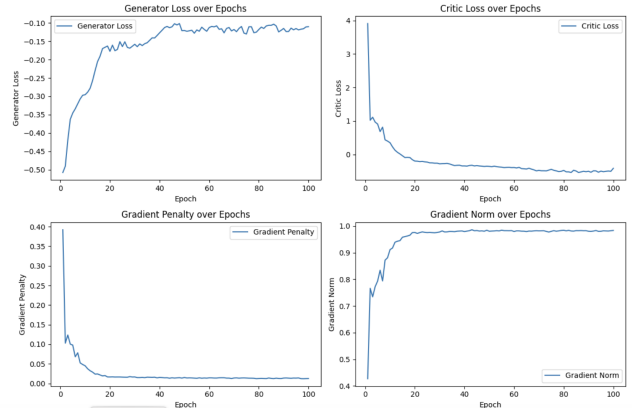 Generator Loss over Epochs
Generator Loss
−0.10
−0.15
−0.20
−0.25
−0.30
−0.35
−0.40
−0.45
−0.50
Generator Loss
0 20 40 60 80 100
Epoch
Critic Loss over Epochs
Critic Loss
4
3
2
1
0
Critic Loss
0 20 40 60 80 100
Epoch
Gradient Penalty over Epochs
Gradient Penalty
0.40
0.35
0.30
0.25
0.20
0.15
0.10
0.05
0.00
Gradient Penalty
0 20 40 60 80 100
Epoch
Gradient Norm over Epochs
Gradient Norm
1.0
0.9
0.8
0.7
0.6
0.5
0.4
Gradient Norm
0 20 40 60 80 100
Epoch